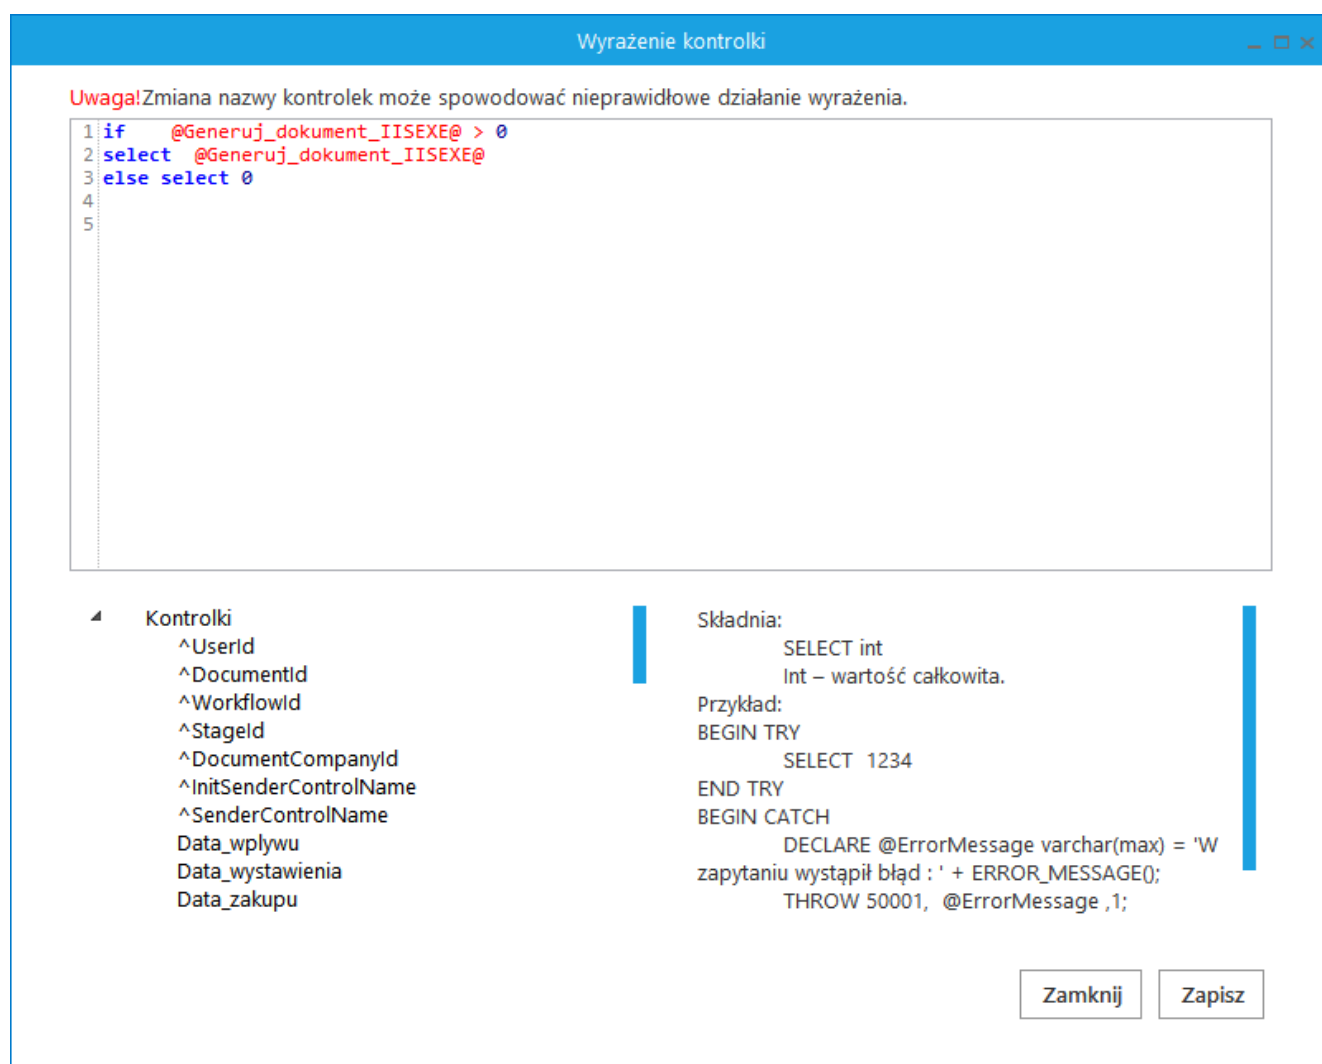 Wyrażenie kontrolki
Uwaga!Zmiana nazwy kontrolek może spowodować nieprawidłowe działanie wyrażenia.
1 if    @Generuj_dokument_IISEXE@ > 0
2 select  @Generuj_dokument_IISEXE@
3 else select 0
4
5
Kontrolki
^UserId
^DocumentId
^WorkflowId
^StageId
^DocumentCompanyId
^InitSenderControlName
^SenderControlName
Data_wplywu
Data_wystawienia
Data_zakupu
Składnia:
SELECT int
Int – wartość całkowita.
Przykład:
BEGIN TRY
SELECT  1234
END TRY
BEGIN CATCH
DECLARE @ErrorMessage varchar(max) = 'W
zapytaniu wystąpił błąd : ' + ERROR_MESSAGE();
THROW 50001,  @ErrorMessage ,1;
Zamknij
Zapisz